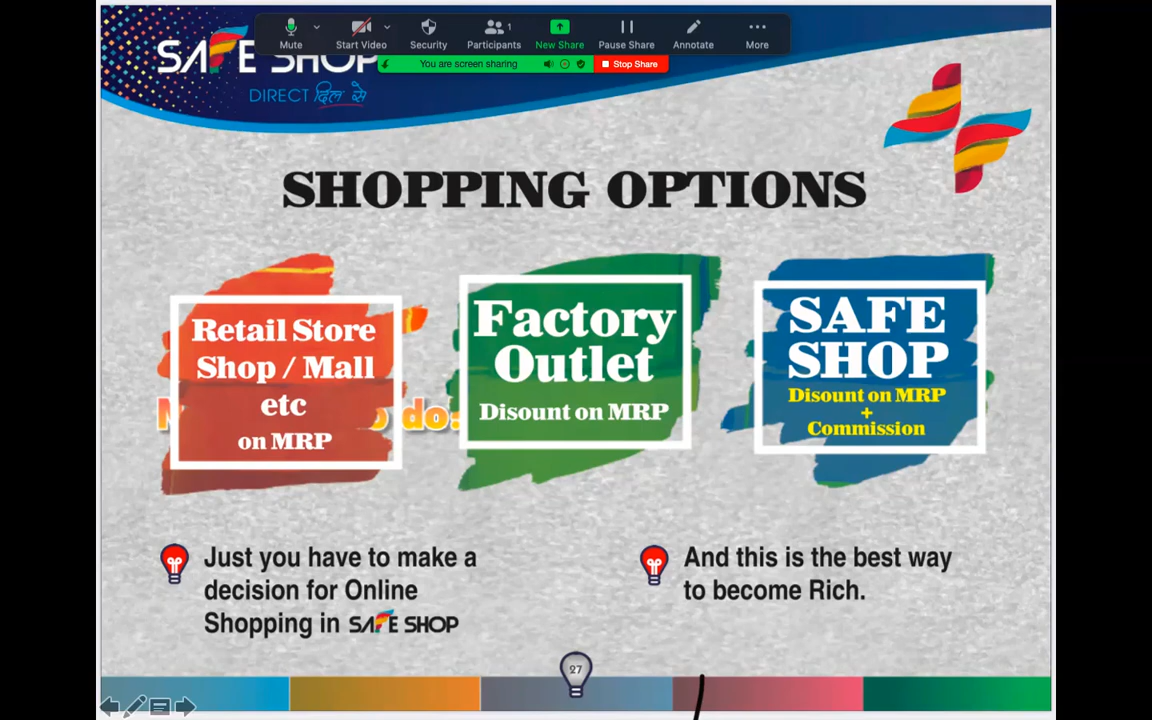 Mute
Start Video
Security
Participants
1
New Share
Pause Share
Annotate
More
You are screen sharing
Stop Share
SAFE SHOP
DIRECT दिल से
SHOPPING OPTIONS
Retail Store
Shop / Mall
etc
on MRP
do:
Factory
Outlet
Disount on MRP
SAFE
SHOP
Disount on MRP
+
Commission
Just you have to make a
decision for Online
Shopping in SAFE SHOP
And this is the best way
to become Rich.
27